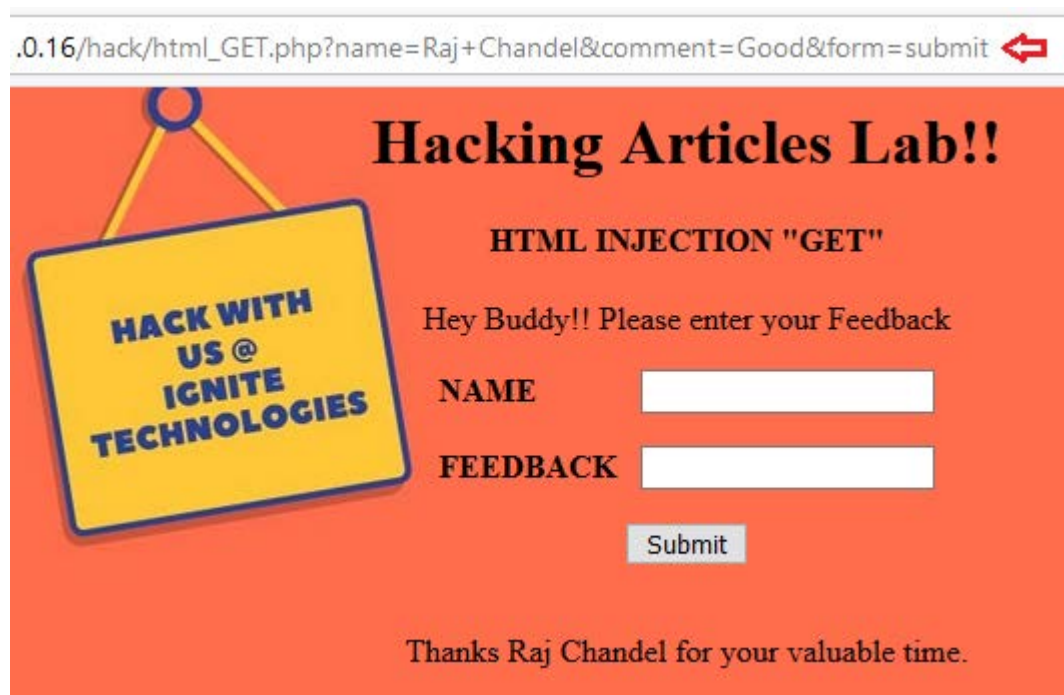 .0.16/hack/html_GET.php?name=Raj+Chandel&comment=Good&form=submit
Hacking Articles Lab!!
HTML INJECTION "GET"
HACK WITH
US @
IGNITE
TECHNOLOGIES
Hey Buddy!! Please enter your Feedback
NAME
FEEDBACK
Submit
Thanks Raj Chandel for your valuable time.